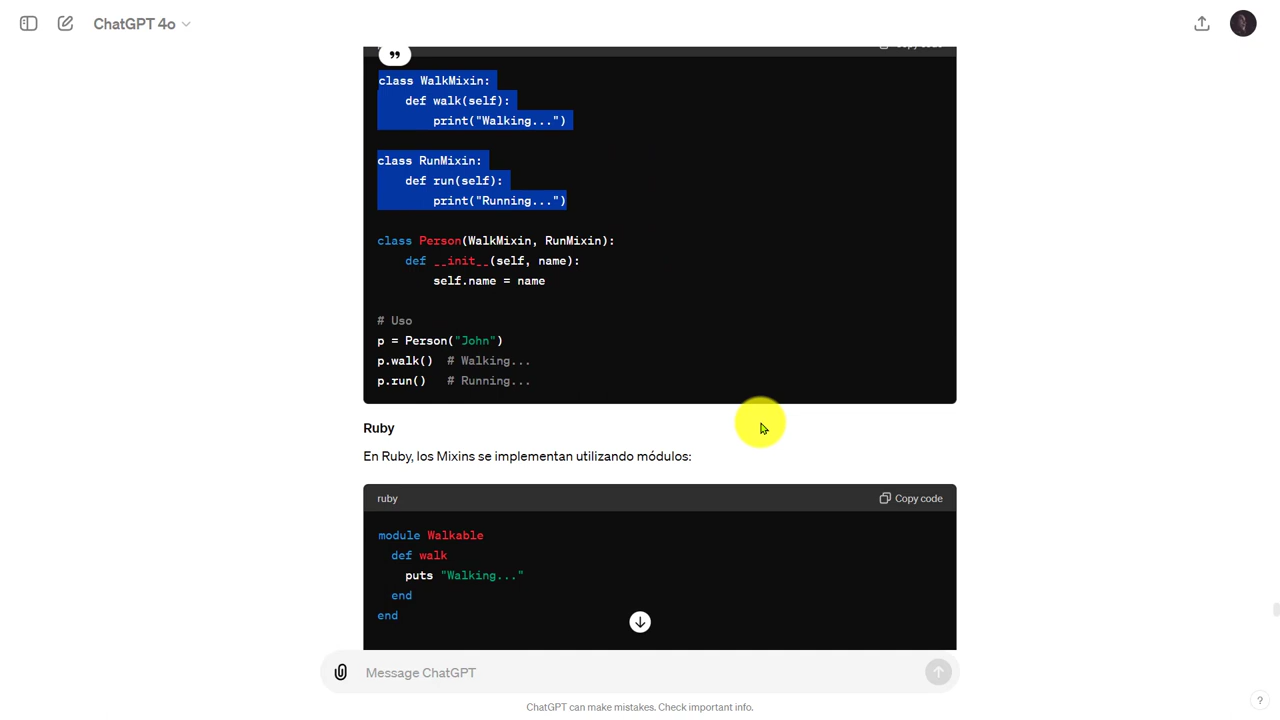 ChatGPT 4o
Copy code
class WalkMixin:
    def walk(self):
        print("Walking...")
class RunMixin:
    def run(self):
        print("Running...")
class Person(WalkMixin, RunMixin):
    def __init__(self, name):
        self.name = name
# Uso
p = Person("John")
p.walk()  # Walking...
p.run()   # Running...
Ruby
En Ruby, los Mixins se implementan utilizando módulos:
ruby Copy code
module Walkable
  def walk
    puts "Walking..."
  end
end
Message ChatGPT
ChatGPT can make mistakes. Check important info.
?